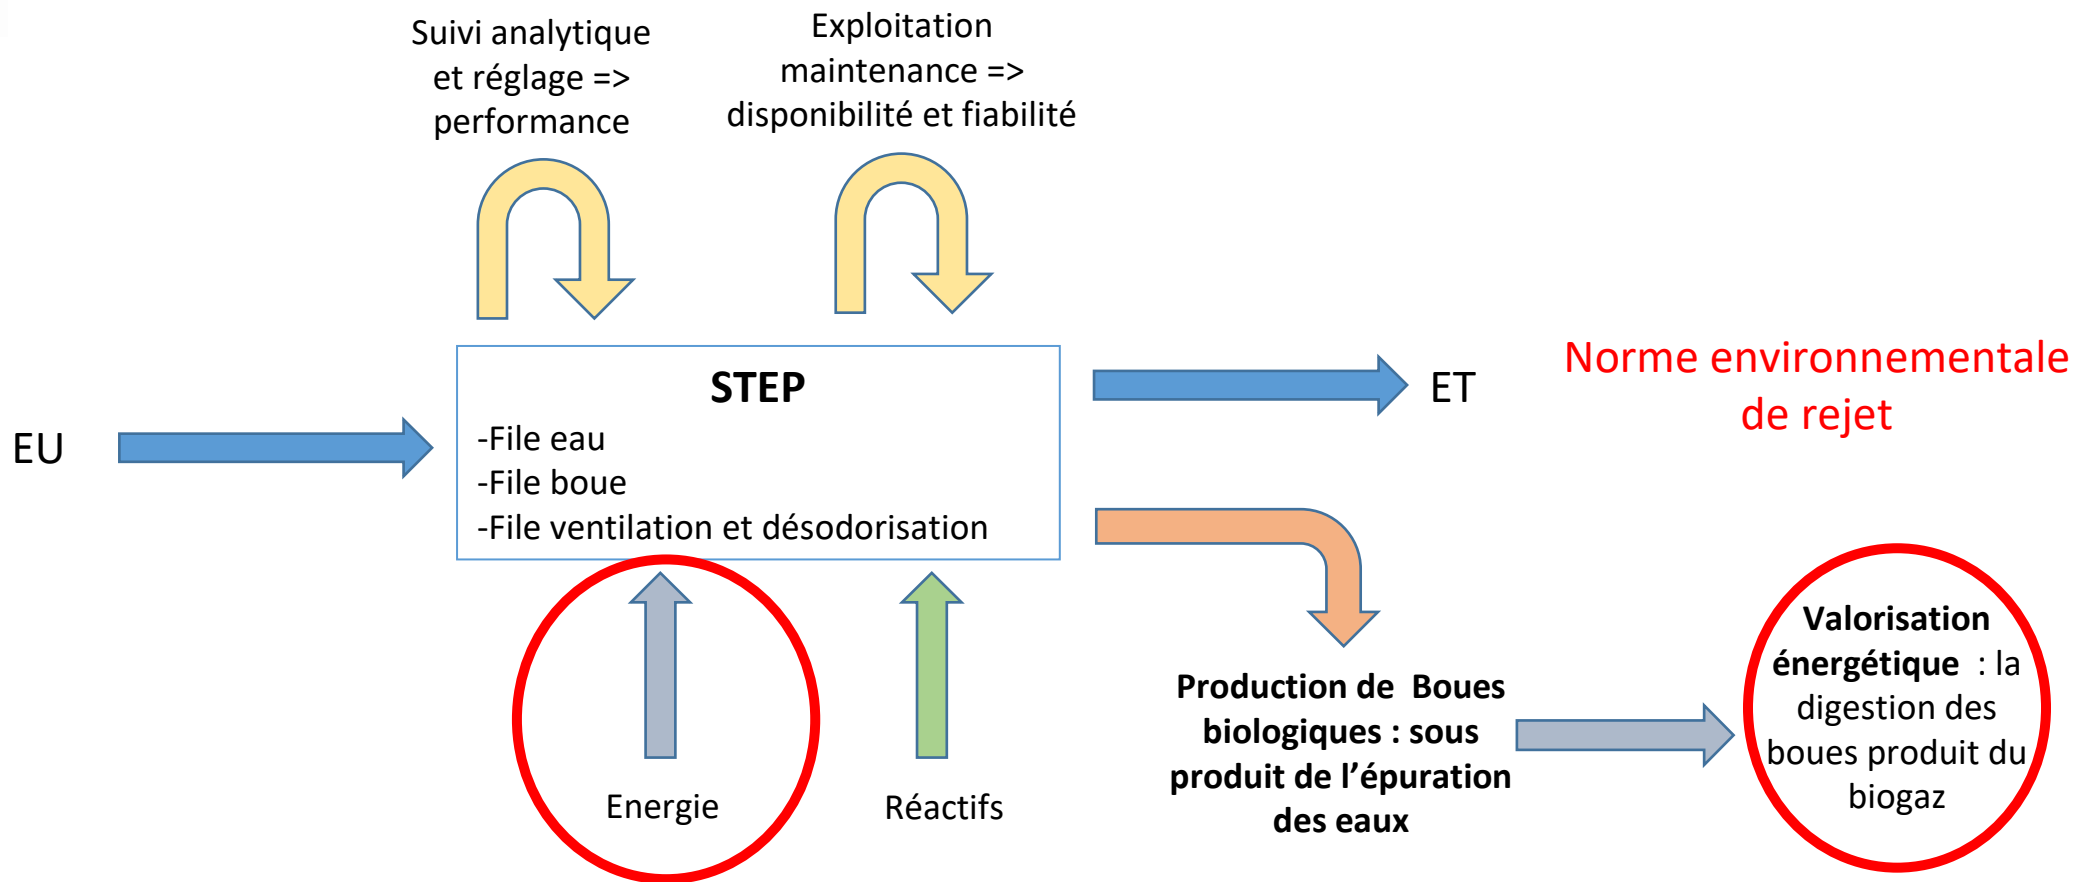 Suivi analytique
et réglage =>
performance
Exploitation
maintenance =>
disponibilité et fiabilité
EU
STEP
-File eau
-File boue
-File ventilation et désodorisation
ET
Norme environnementale
de rejet
Energie
Réactifs
Production de Boues
biologiques : sous
produit de l’épuration
des eaux
Valorisation
énergétique : la
digestion des
boues produit du
biogaz